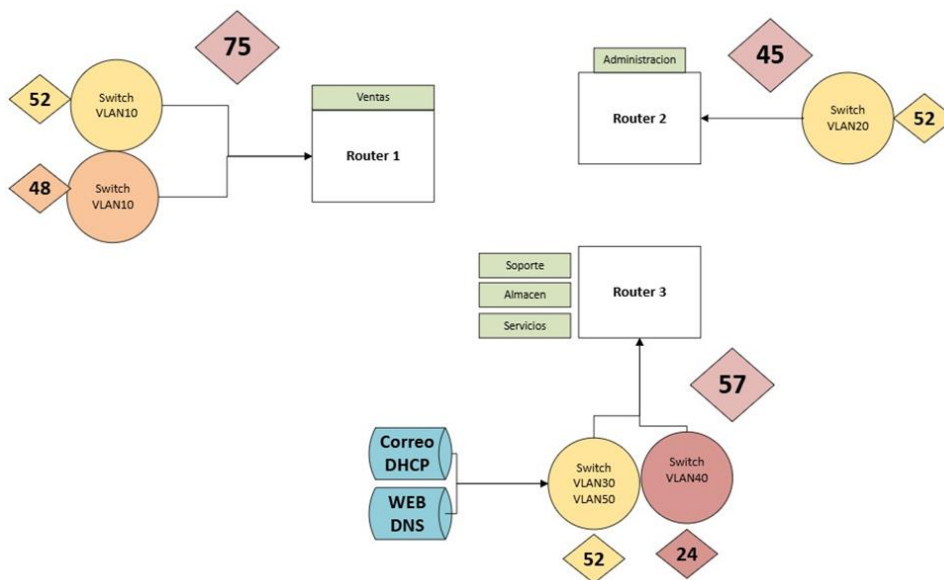 75
52
Switch
VLAN10
48
Switch
VLAN10
Ventas
Router 1
Administracion
45
Router 2
Switch
VLAN20
52
Soporte
Almacen
Servicios
Router 3
57
Correo
DHCP
WEB
DNS
Switch
VLAN30
VLAN50
Switch
VLAN40
52
24